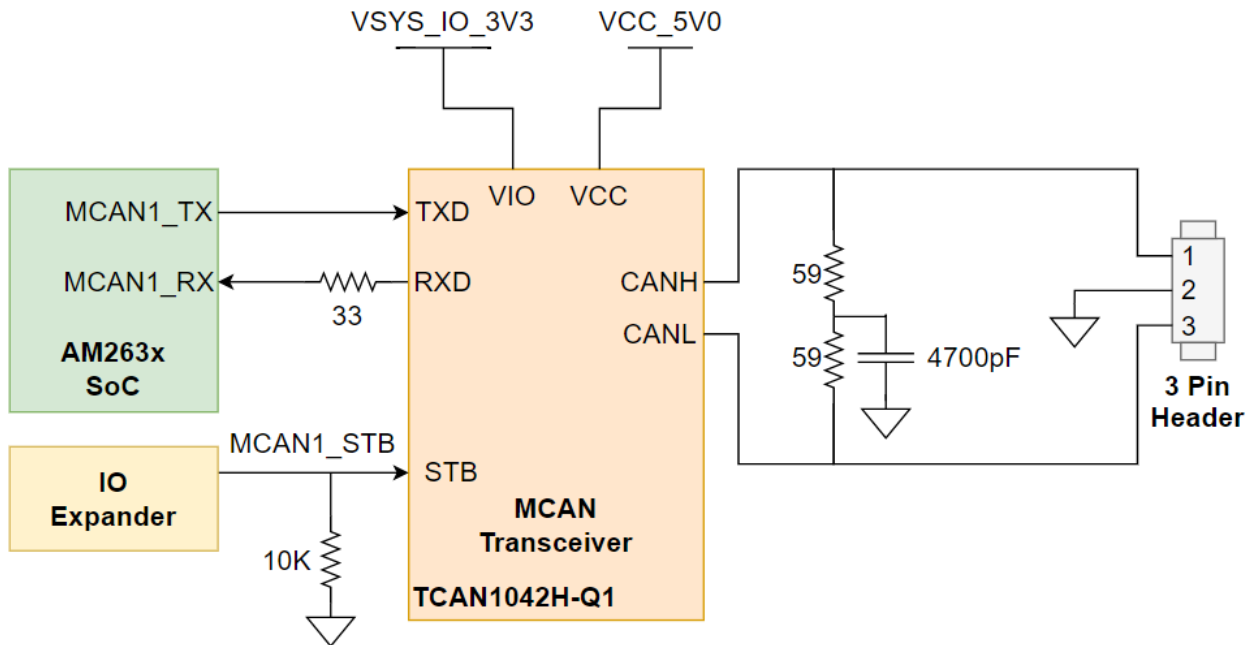 VSYS_IO_3V3
VCC_5V0
MCAN1_TX
MCAN1_RX
AM263x
SoC
33
TXD
RXD
VIO
VCC
CANH
CANL
STB
MCAN
Transceiver
TCAN1042H-Q1
IO
Expander
MCAN1_STB
10K
59
59
4700pF
1
2
3
3 Pin
Header